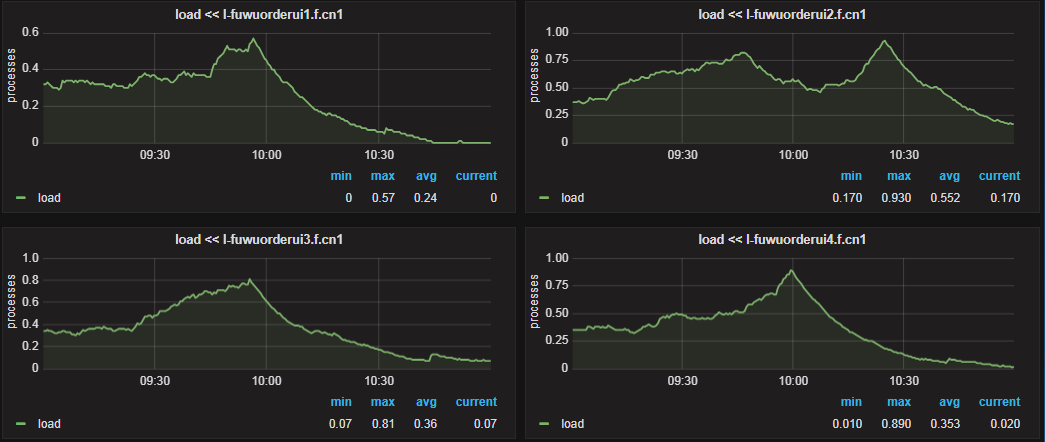 load << l-fuwuorderui1.f.cn1
processes
0.6
0.4
0.2
0
09:30 10:00 10:30
min max avg current
load 0 0.57 0.24 0
load << l-fuwuorderui2.f.cn1
processes
1.00
0.75
0.50
0.25
0
09:30 10:00 10:30
min max avg current
load 0.170 0.930 0.552 0.170
load << l-fuwuorderui3.f.cn1
processes
1.0
0.8
0.6
0.4
0.2
0
09:30 10:00 10:30
min max avg current
load 0.07 0.81 0.36 0.07
load << l-fuwuorderui4.f.cn1
processes
1.00
0.75
0.50
0.25
0
09:30 10:00 10:30
min max avg current
load 0.010 0.890 0.353 0.020